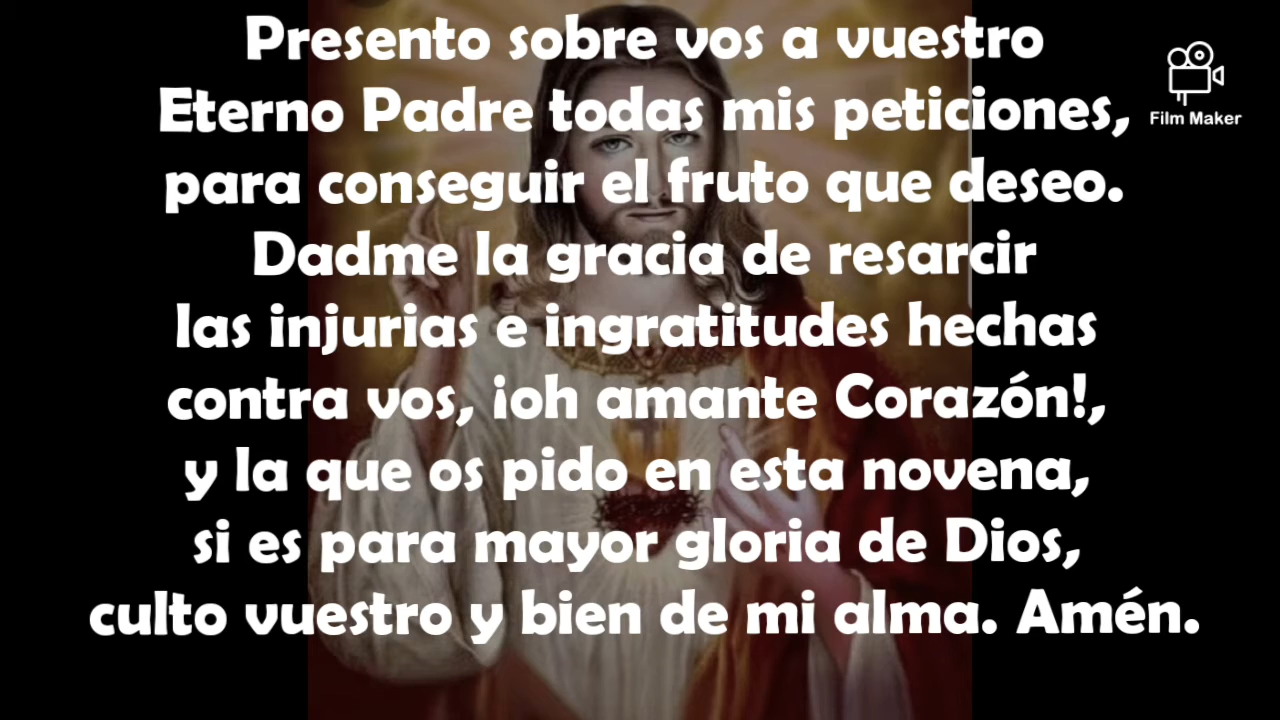 Presento sobre vos a vuestro
Eterno Padre todas mis peticiones,
para conseguir el fruto que deseo.
Dadme la gracia de resarcir
las injurias e ingratitudes hechas
contra vos, ¡oh amante Corazón!,
y la que os pido en esta novena,
si es para mayor gloria de Dios,
culto vuestro y bien de mi alma. Amén.
Film Maker